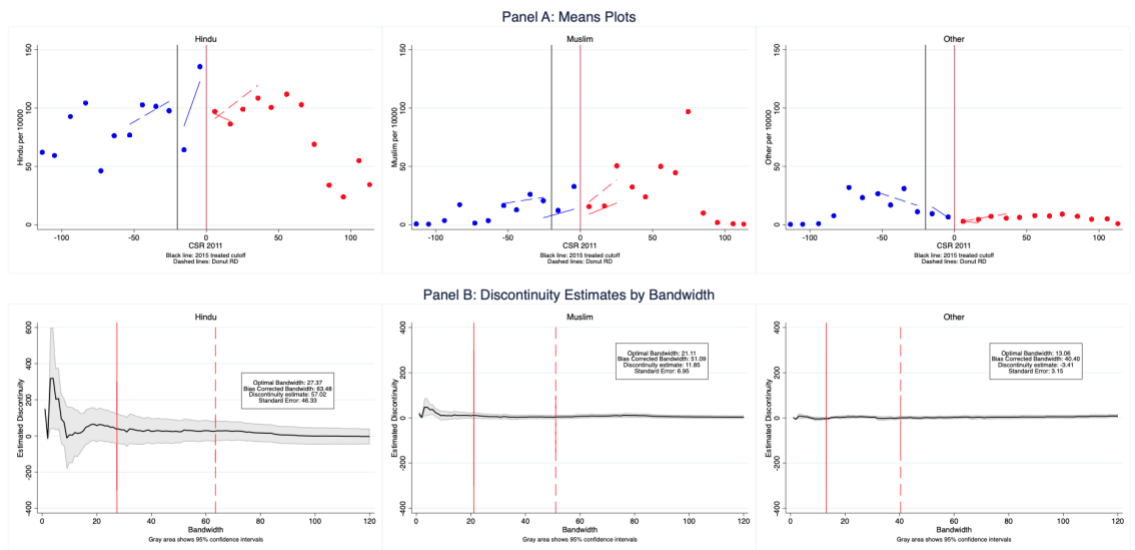 Panel A: Means Plots
Hindu
Muslim
Other
Hindu per 10000
150
100
50
0
-100
-50
0
50
100
CSR 2011
Black line: 2015 treated cutoff
Dashed lines: Donut RD
Muslim per 10000
150
100
50
0
-100
-50
0
50
100
CSR 2011
Black line: 2015 treated cutoff
Dashed lines: Donut RD
Other per 10000
150
100
50
0
-100
-50
0
50
100
CSR 2011
Black line: 2015 treated cutoff
Dashed lines: Donut RD
Panel B: Discontinuity Estimates by Bandwidth
Hindu
Muslim
Other
Estimated Discontinuity
600
400
200
0
-200
-400
Optimal Bandwidth: 27.37
Bias Corrected Bandwidth: 63.48
Discontinuity estimate: 57.02
Standard Error: 46.33
0
20
40
60
80
100
120
Bandwidth
Gray area shows 95% confidence intervals
Estimated Discontinuity
400
200
0
-200
-400
Optimal Bandwidth: 21.11
Bias Corrected Bandwidth: 51.09
Discontinuity estimate: 11.85
Standard Error: 6.95
0
20
40
60
80
100
120
Bandwidth
Gray area shows 95% confidence intervals
Estimated Discontinuity
400
200
0
-200
-400
Optimal Bandwidth: 13.06
Bias Corrected Bandwidth: 40.40
Discontinuity estimate: -3.41
Standard Error: 3.15
0
20
40
60
80
100
120
Bandwidth
Gray area shows 95% confidence intervals